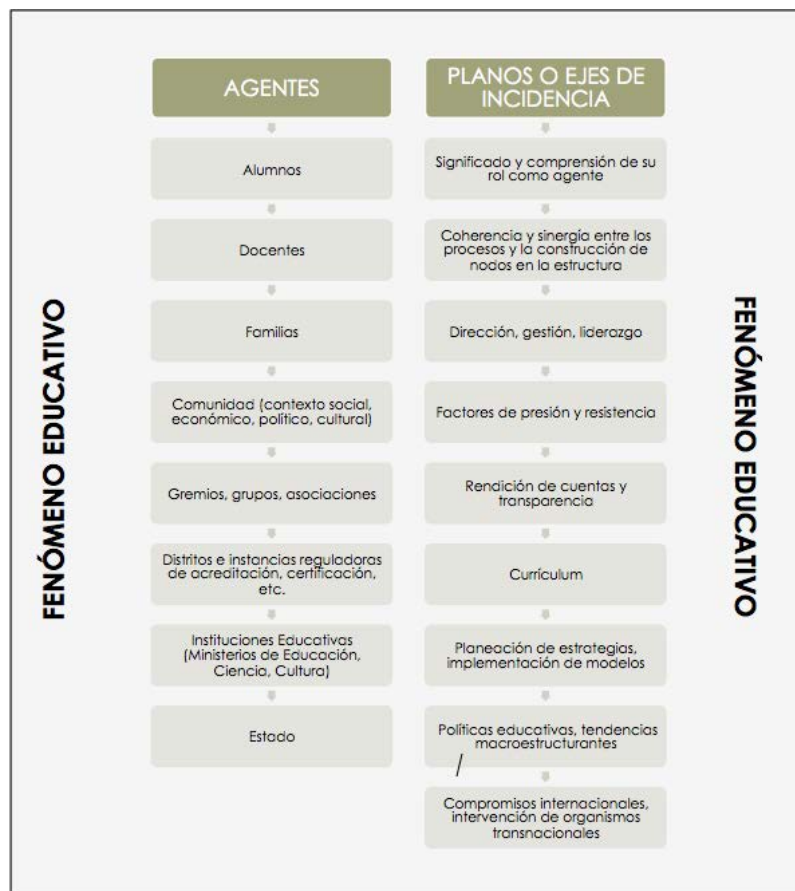 FENÓMENO EDUCATIVO
AGENTES
Alumnos
Docentes
Familias
Comunidad (contexto social,
económico, político, cultural)
Gremios, grupos, asociaciones
Distritos e instancias reguladoras
de acreditación, certificación,
etc.
Instituciones Educativas
(Ministerios de Educación,
Ciencia, Cultura)
Estado
PLANOS O EJES DE
INCIDENCIA
Significado y comprensión de su
rol como agente
Coherencia y sinergía entre los
procesos y la construcción de
nodos en la estructura
Dirección, gestión, liderazgo
Factores de presión y resistencia
Rendición de cuentas y
transparencia
Currículum
Planeación de estrategias,
implementación de modelos
Políticas educativas, tendencias
macroestructurantes
/
Compromisos internacionales,
intervención de organismos
transnacionales
FENÓMENO EDUCATIVO